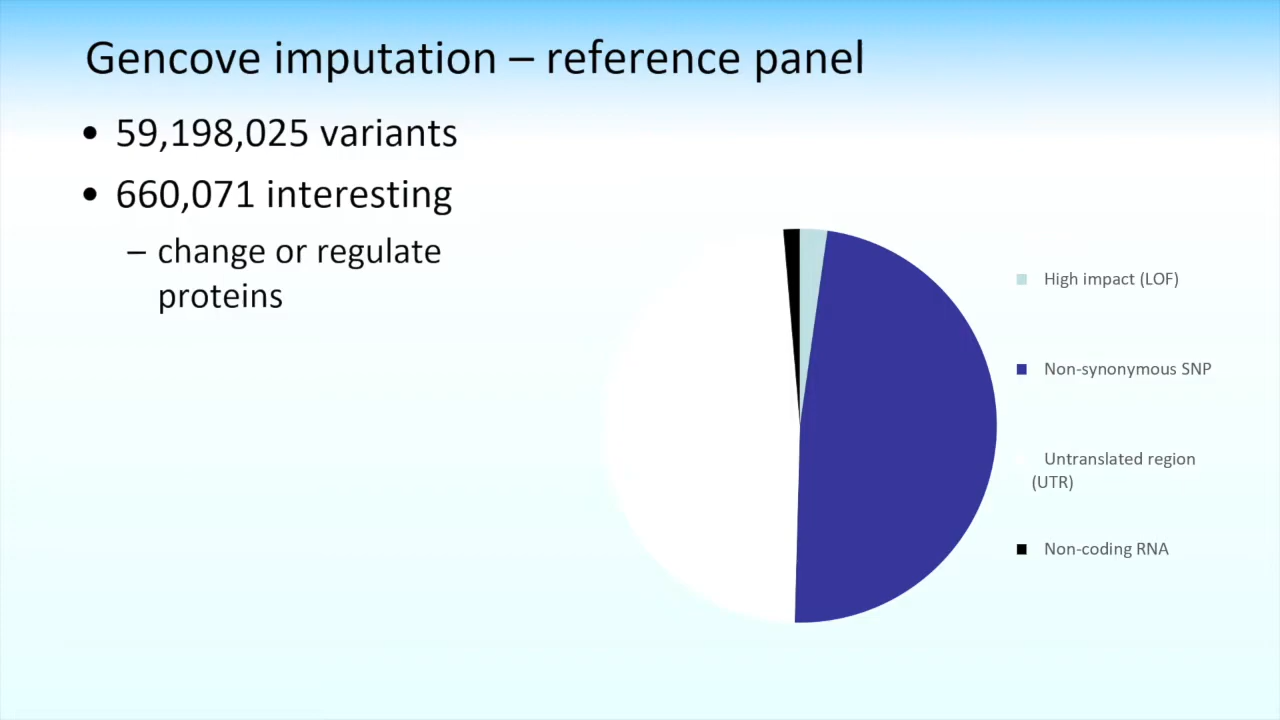 Gencove imputation – reference panel
• 59,198,025 variants
• 660,071 interesting
– change or regulate
proteins
High impact (LOF)
Non-synonymous SNP
Untranslated region
(UTR)
Non-coding RNA